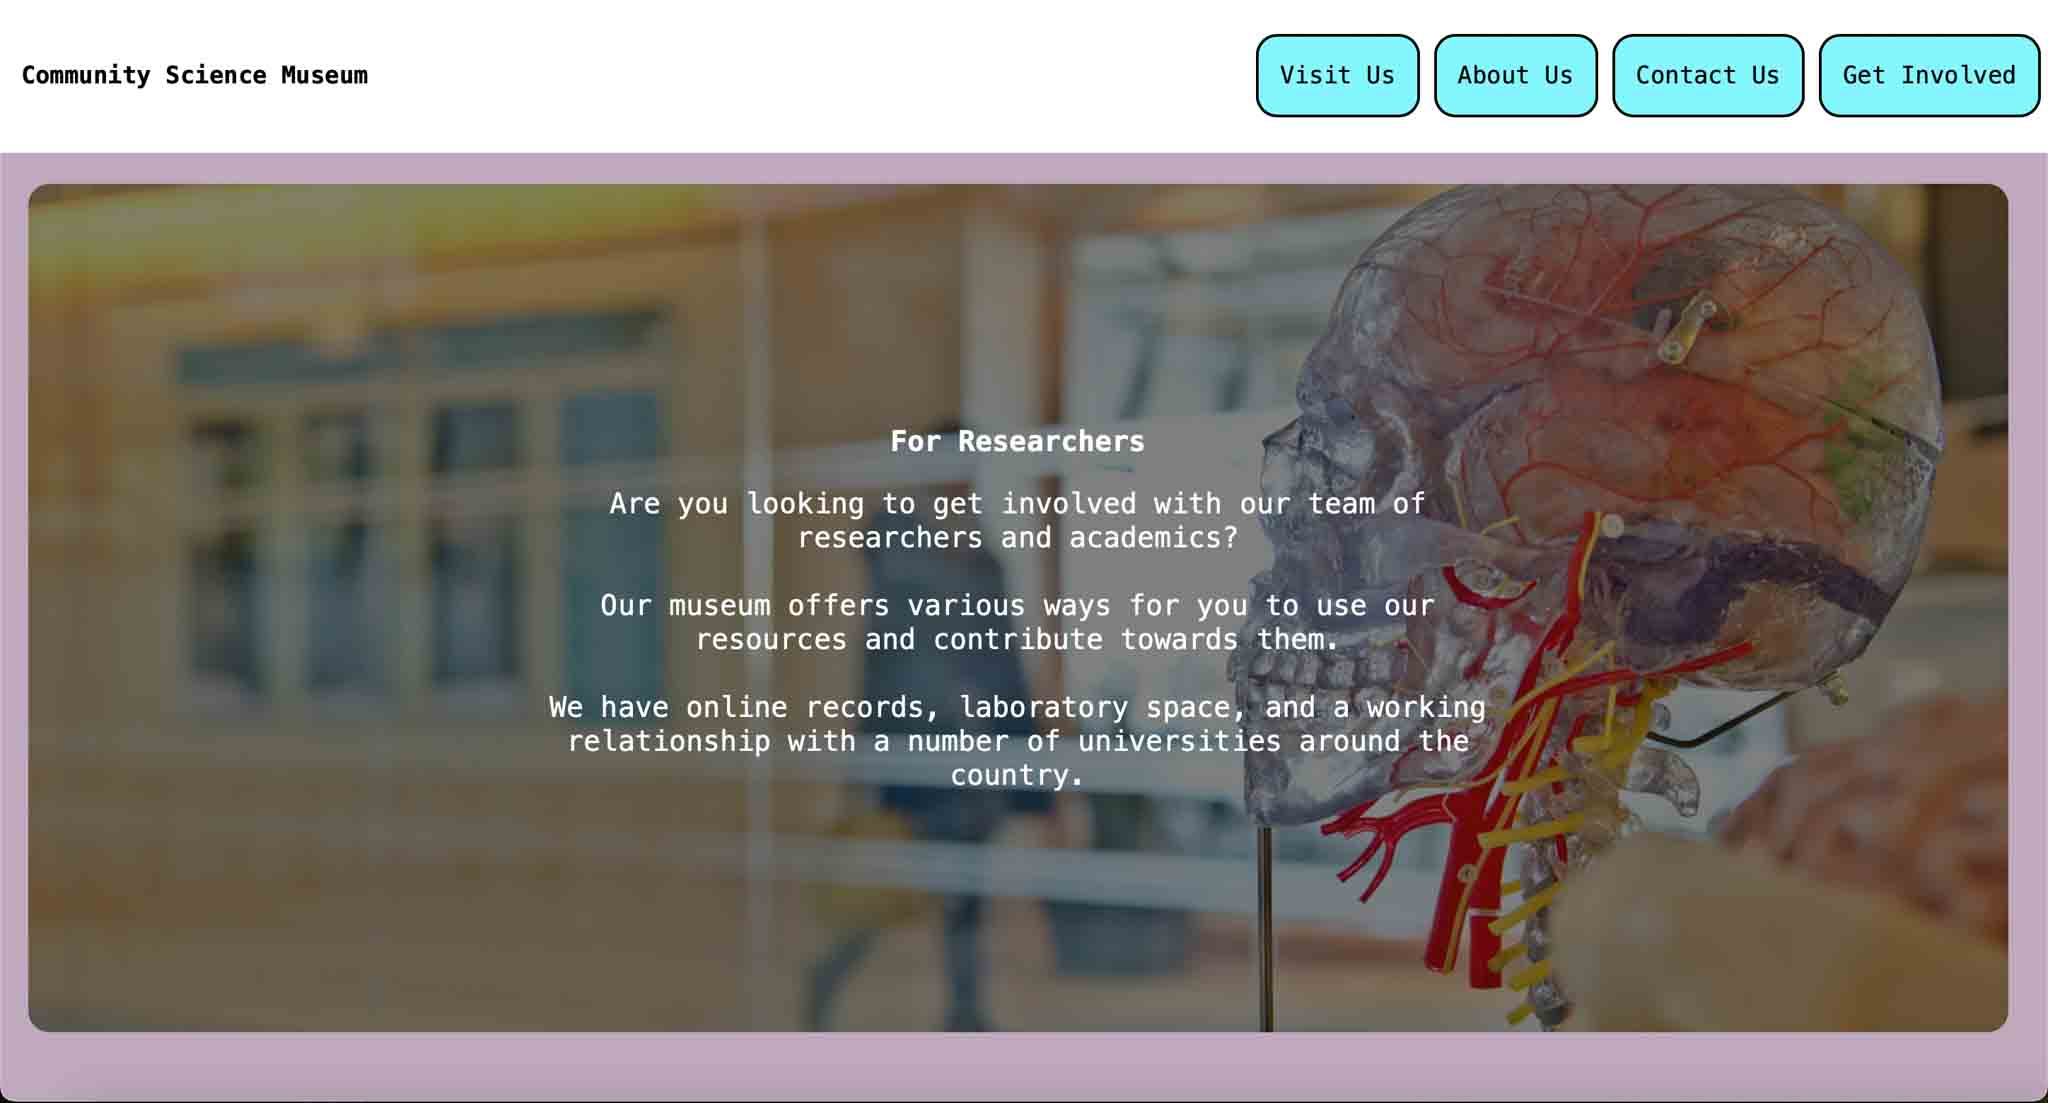 Community Science Museum
Visit Us
About Us
Contact Us
Get Involved
For Researchers
Are you looking to get involved with our team of
researchers and academics?
Our museum offers various ways for you to use our
resources and contribute towards them.
We have online records, laboratory space, and a working
relationship with a number of universities around the
country.